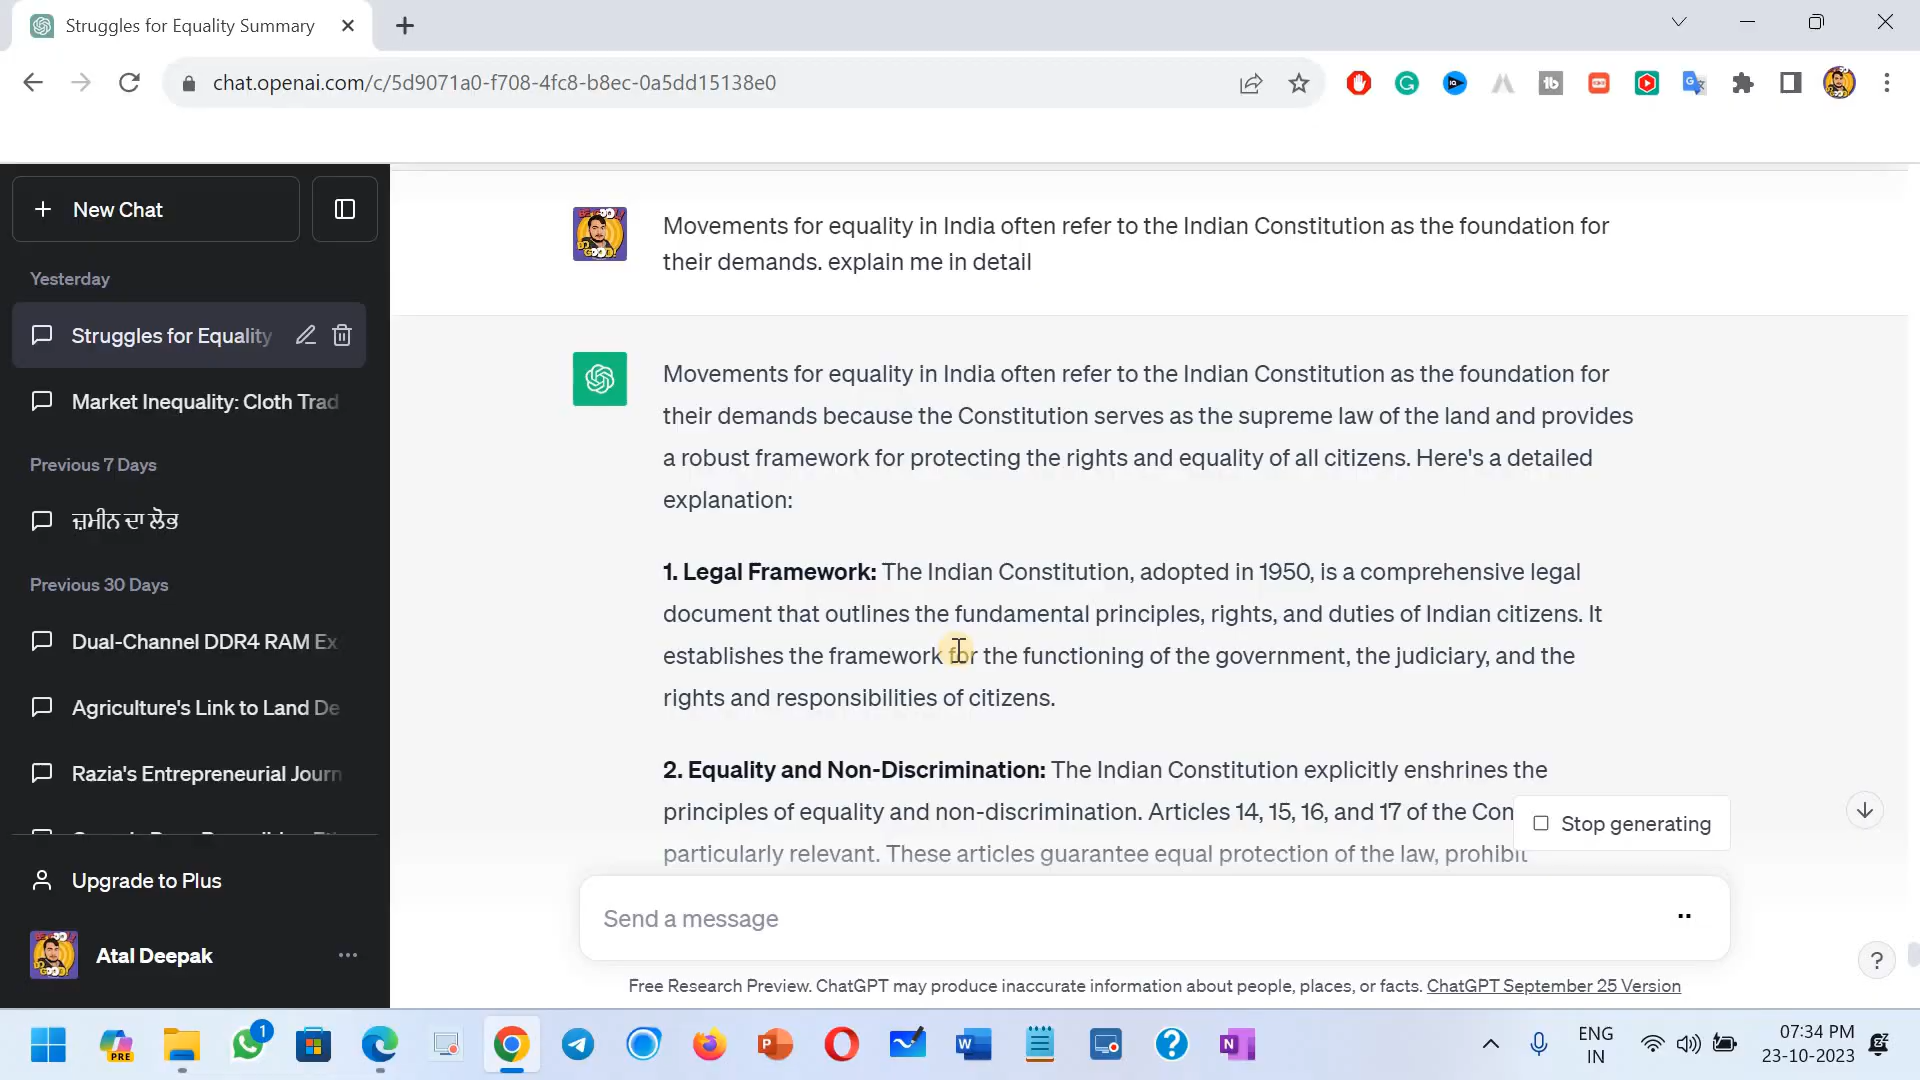 Struggles for Equality Summary
chat.openai.com/c/5d9071a0-f708-4fc8-b8ec-0a5dd15138e0
New Chat
Yesterday
Struggles for Equality
Market Inequality: Cloth Trad
Previous 7 Days
ਜ਼ਮੀਨ ਦਾ ਲੋਭ
Previous 30 Days
Dual-Channel DDR4 RAM Ex
Agriculture's Link to Land De
Razia's Entrepreneurial Journ
Upgrade to Plus
Atal Deepak
Movements for equality in India often refer to the Indian Constitution as the foundation for
their demands. explain me in detail
Movements for equality in India often refer to the Indian Constitution as the foundation for
their demands because the Constitution serves as the supreme law of the land and provides
a robust framework for protecting the rights and equality of all citizens. Here's a detailed
explanation:
1. Legal Framework: The Indian Constitution, adopted in 1950, is a comprehensive legal
document that outlines the fundamental principles, rights, and duties of Indian citizens. It
establishes the framework for the functioning of the government, the judiciary, and the
rights and responsibilities of citizens.
2. Equality and Non-Discrimination: The Indian Constitution explicitly enshrines the
principles of equality and non-discrimination. Articles 14, 15, 16, and 17 of the Con
particularly relevant. These articles guarantee equal protection of the law, prohibit
Stop generating
Send a message
Free Research Preview. ChatGPT may produce inaccurate information about people, places, or facts. ChatGPT September 25 Version
?
PRE
1
ENG
IN
07:34 PM
23-10-2023